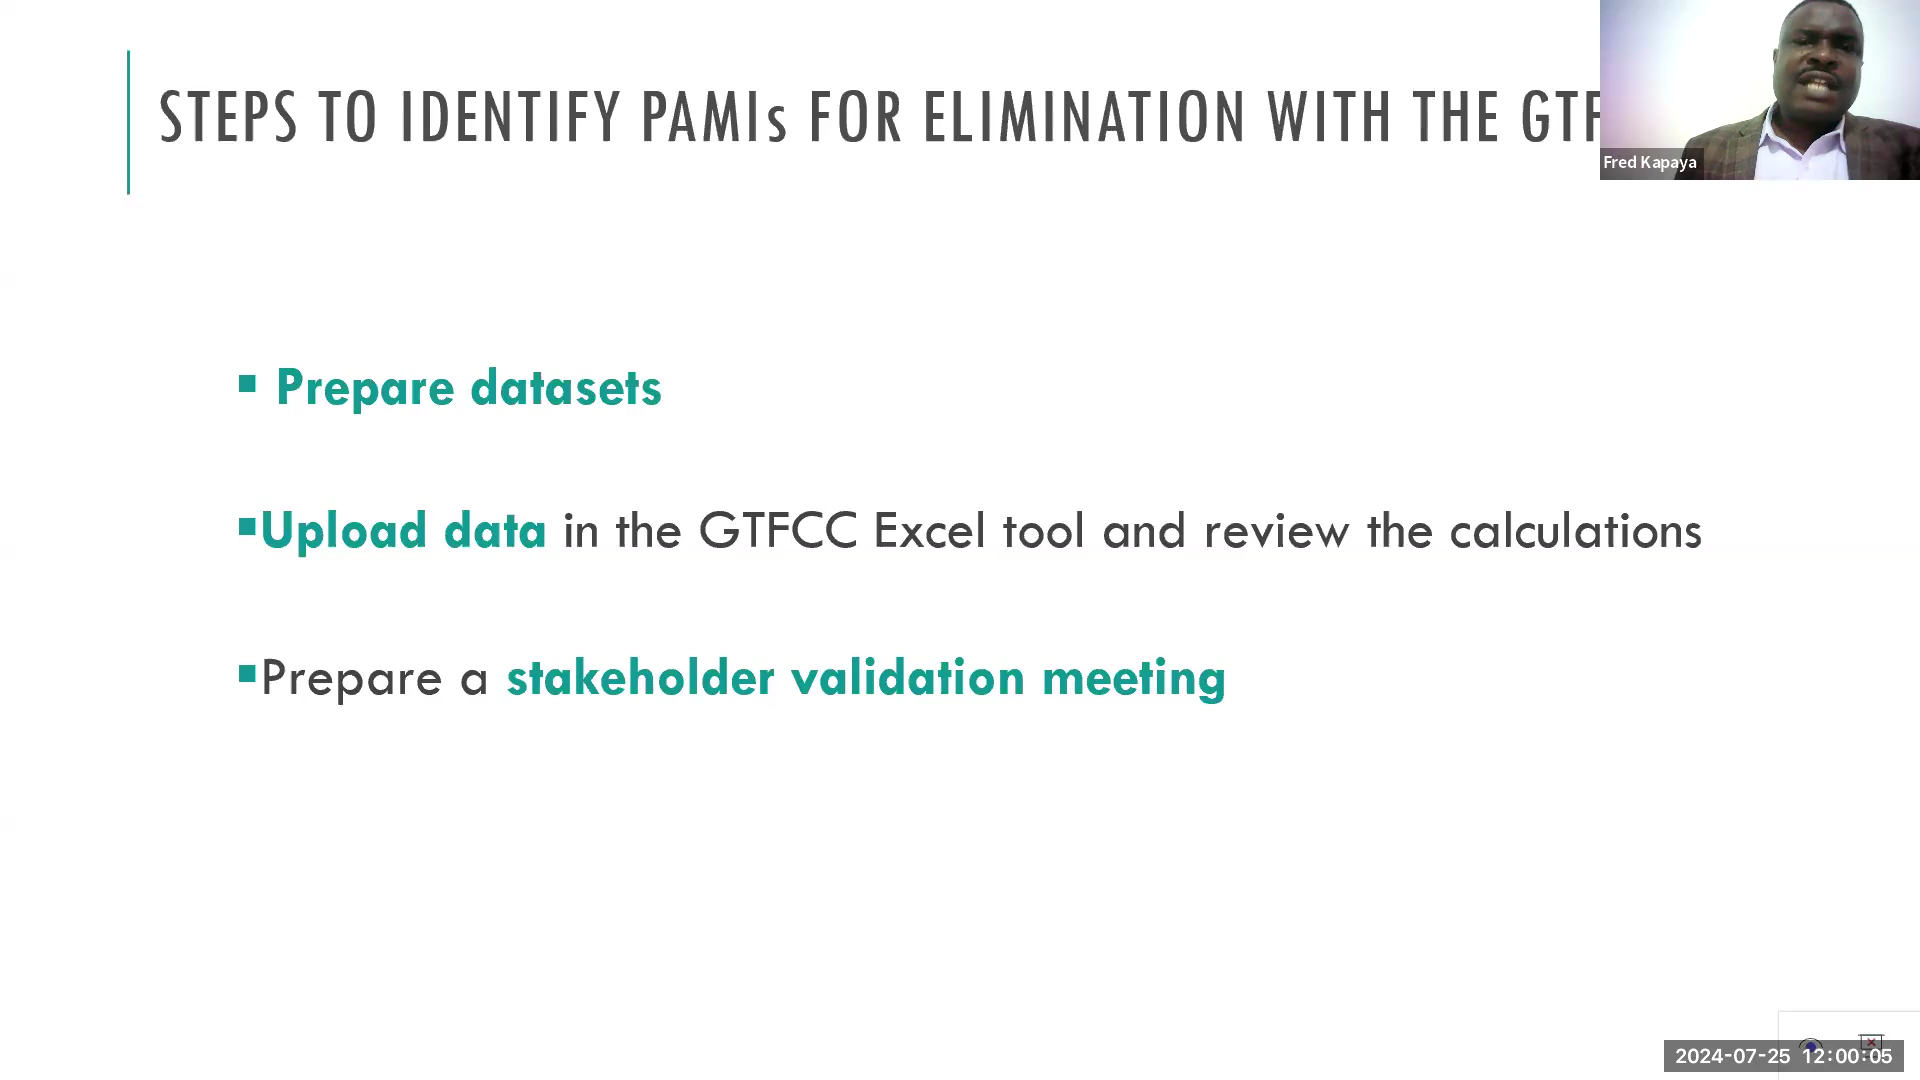 STEPS TO IDENTIFY PAMIs FOR ELIMINATION WITH THE
Fred Kapaya
▪ Prepare datasets
▪Upload data in the GTFCC Excel tool and review the calculations
▪Prepare a stakeholder validation meeting
2024-07-25 12:00:05